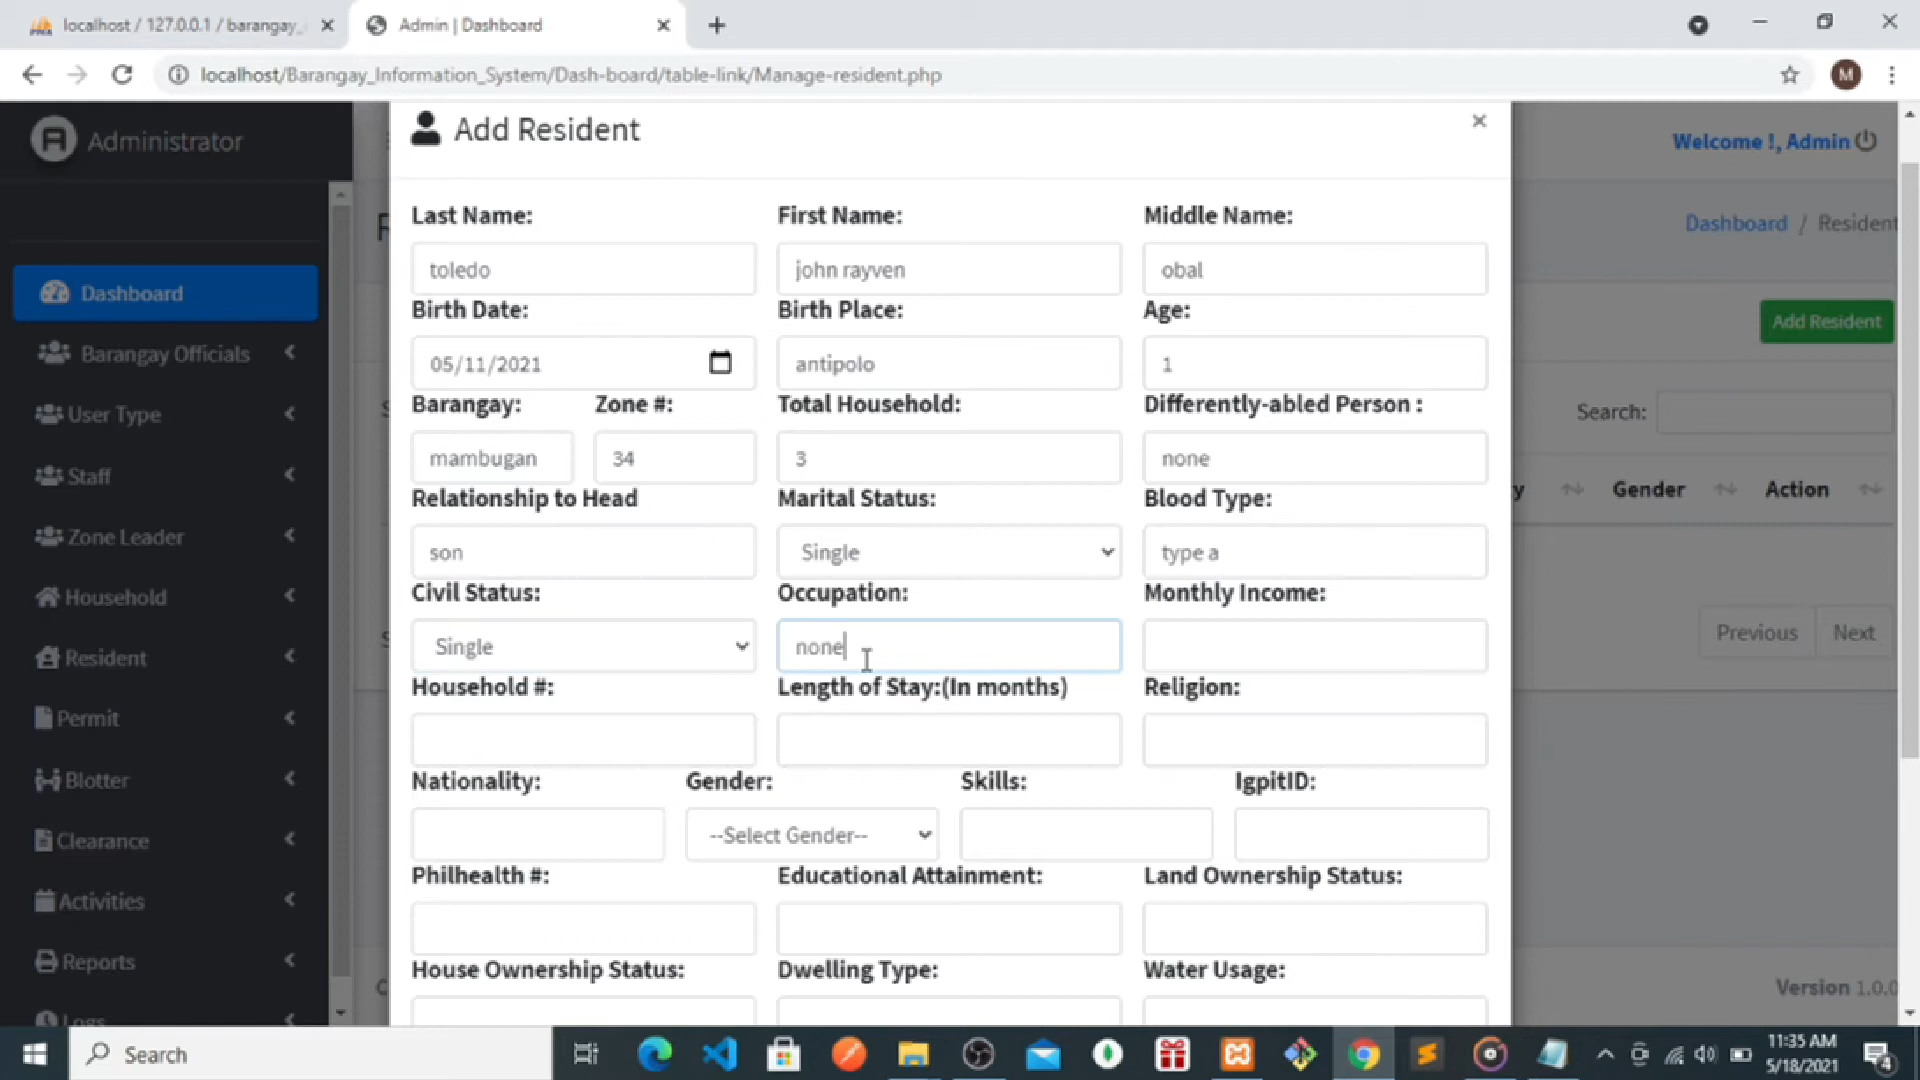 localhost / 127.0.0.1 / barangay_
Admin | Dashboard
localhost/Barangay_Information_System/Dash-board/table-link/Manage-resident.php
M
Administrator
Dashboard
Barangay Officials
User Type
Staff
Zone Leader
Household
Resident
Permit
Blotter
Clearance
Activities
Reports
Logs
Add Resident
×
Last Name: First Name: Middle Name:
toledo john rayven obal
Birth Date: Birth Place: Age:
05/11/2021 antipolo 1
Barangay: Zone #: Total Household: Differently-abled Person :
mambugan 34 3 none
Relationship to Head Marital Status: Blood Type:
son Single type a
Civil Status: Occupation: Monthly Income:
Single none
Household #: Length of Stay:(In months) Religion:
Nationality: Gender: Skills: IgpitID:
--Select Gender--
Philhealth #: Educational Attainment: Land Ownership Status:
House Ownership Status: Dwelling Type: Water Usage:
Welcome !, Admin
Dashboard / Resident
Add Resident
Search:
y Gender Action
Previous Next
Version 1.0.0
Search
11:35 AM
5/18/2021
4